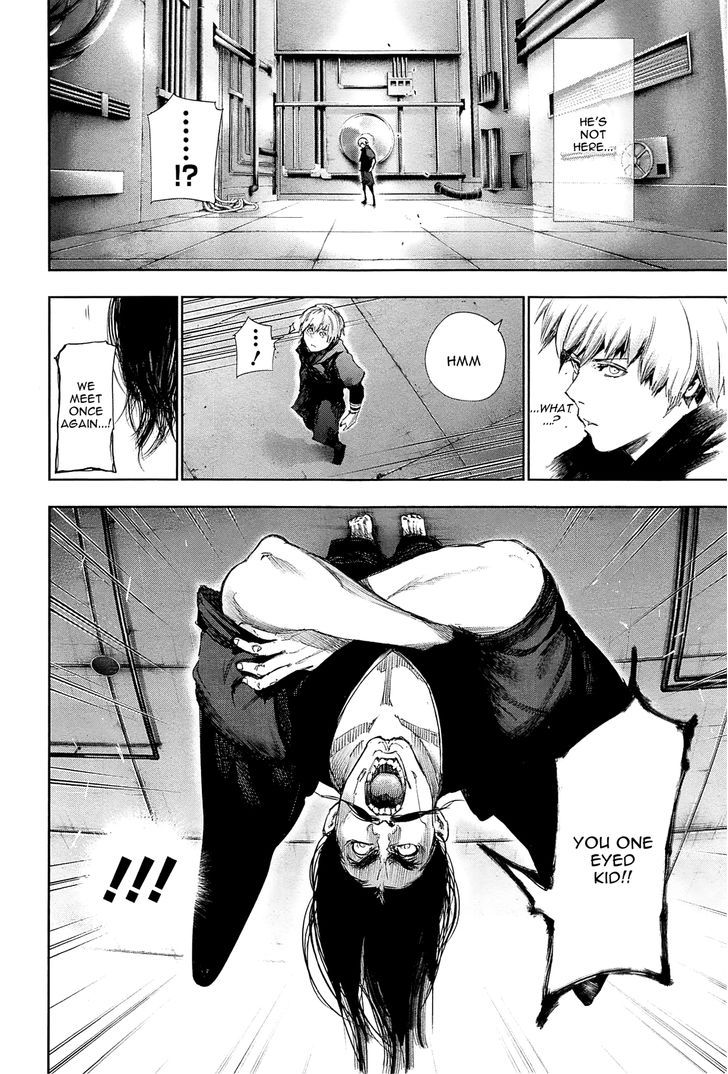 HE'S
NOT
HERE...
......
!?
...WHAT
...?
HMM
...!
WE
MEET
ONCE
AGAIN...!
YOU ONE
EYED
KID!!
!!!